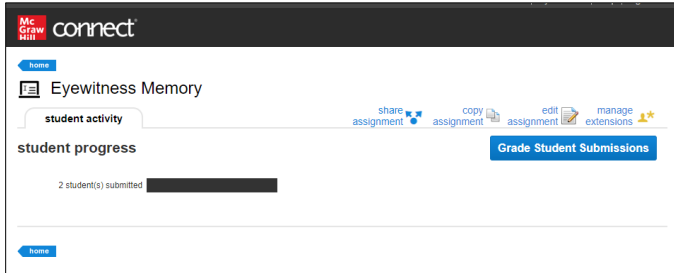 Mc
Graw
Hill
connect
home
Eyewitness Memory
student activity
share
assignment
copy
assignment
edit
assignment
manage
extensions
student progress
Grade Student Submissions
2 student(s) submitted
home